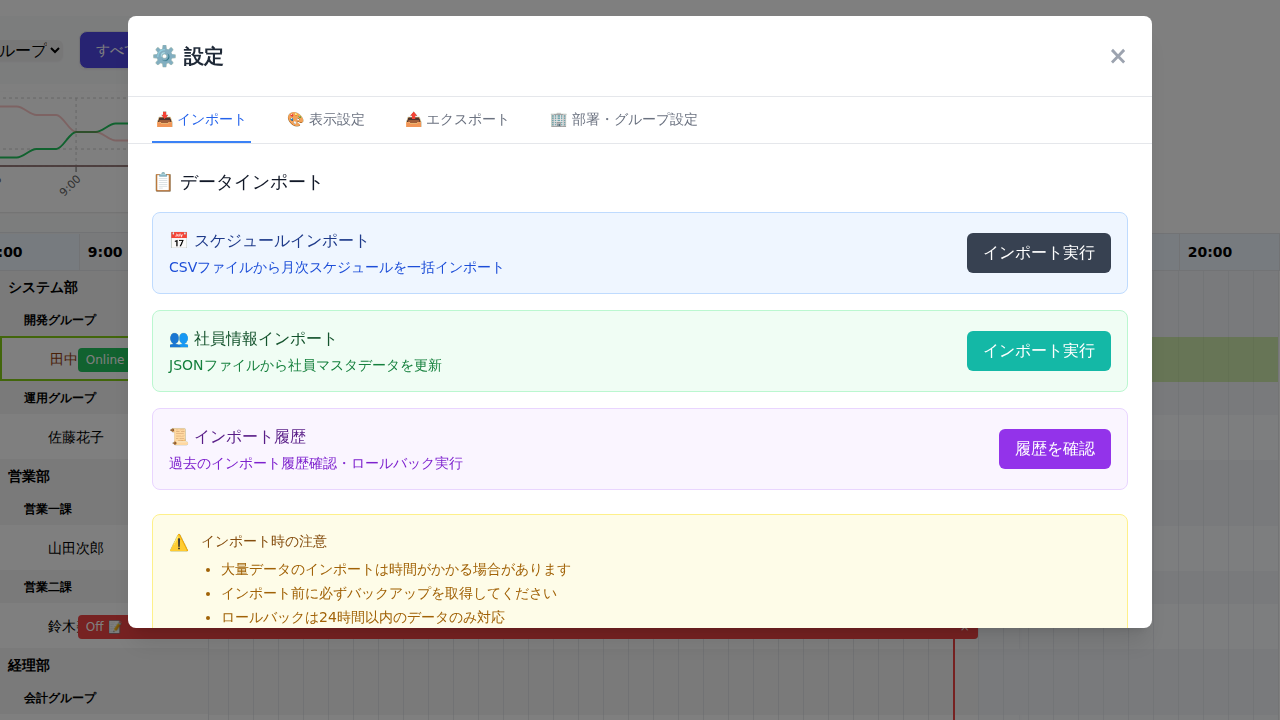 ⚙️ 設定
×
📥 インポート
🎨 表示設定
📤 エクスポート
🏢 部署・グループ設定
📋 データインポート
📅 スケジュールインポート
CSVファイルから月次スケジュールを一括インポート
インポート実行
👥 社員情報インポート
JSONファイルから社員マスタデータを更新
インポート実行
📜 インポート履歴
過去のインポート履歴確認・ロールバック実行
履歴を確認
⚠️ インポート時の注意
• 大量データのインポートは時間がかかる場合があります
• インポート前に必ずバックアップを取得してください
• ロールバックは24時間以内のデータのみ対応
ループ
すべ
9:00
:00
9:00
20:00
システム部
開発グループ
田中
Online
運用グループ
佐藤花子
営業部
営業一課
山田次郎
営業二課
鈴木
Off 📝
経理部
会計グループ